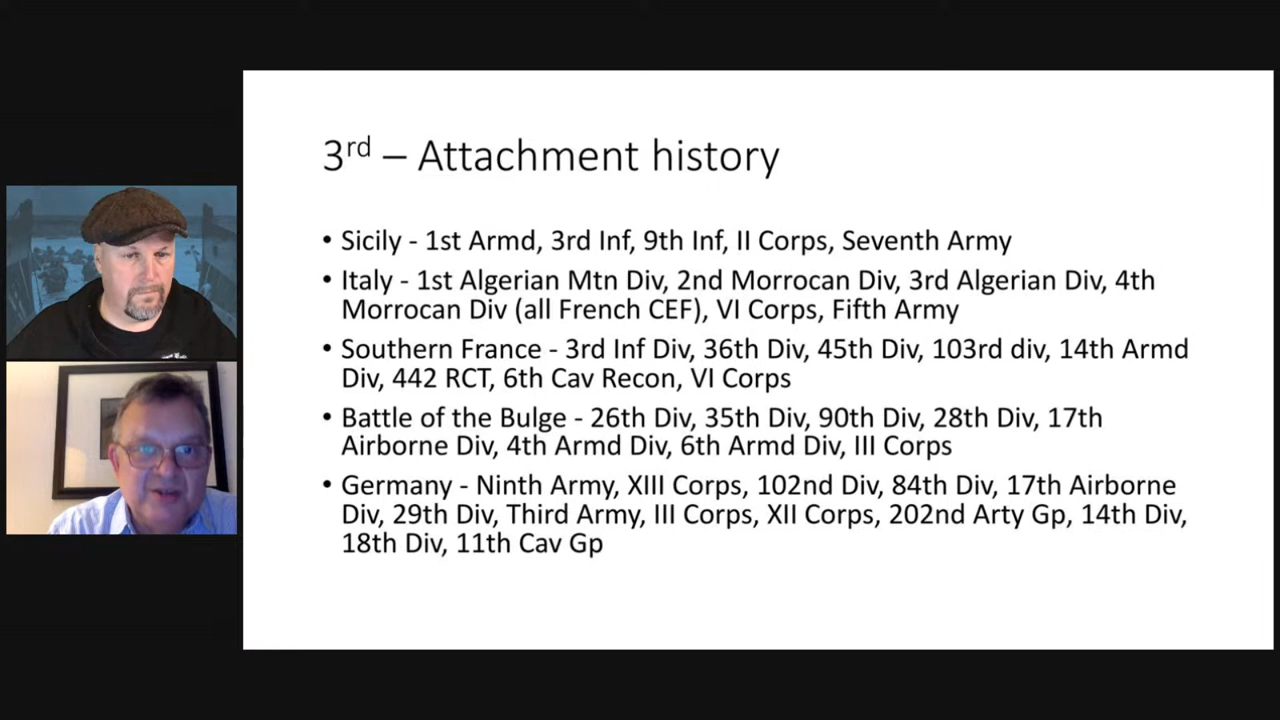 3rd – Attachment history
• Sicily - 1st Armd, 3rd Inf, 9th Inf, II Corps, Seventh Army
• Italy - 1st Algerian Mtn Div, 2nd Morrocan Div, 3rd Algerian Div, 4th
Morrocan Div (all French CEF), VI Corps, Fifth Army
• Southern France - 3rd Inf Div, 36th Div, 45th Div, 103rd div, 14th Armd
Div, 442 RCT, 6th Cav Recon, VI Corps
• Battle of the Bulge - 26th Div, 35th Div, 90th Div, 28th Div, 17th
Airborne Div, 4th Armd Div, 6th Armd Div, III Corps
• Germany - Ninth Army, XIII Corps, 102nd Div, 84th Div, 17th Airborne
Div, 29th Div, Third Army, III Corps, XII Corps, 202nd Arty Gp, 14th Div,
18th Div, 11th Cav Gp